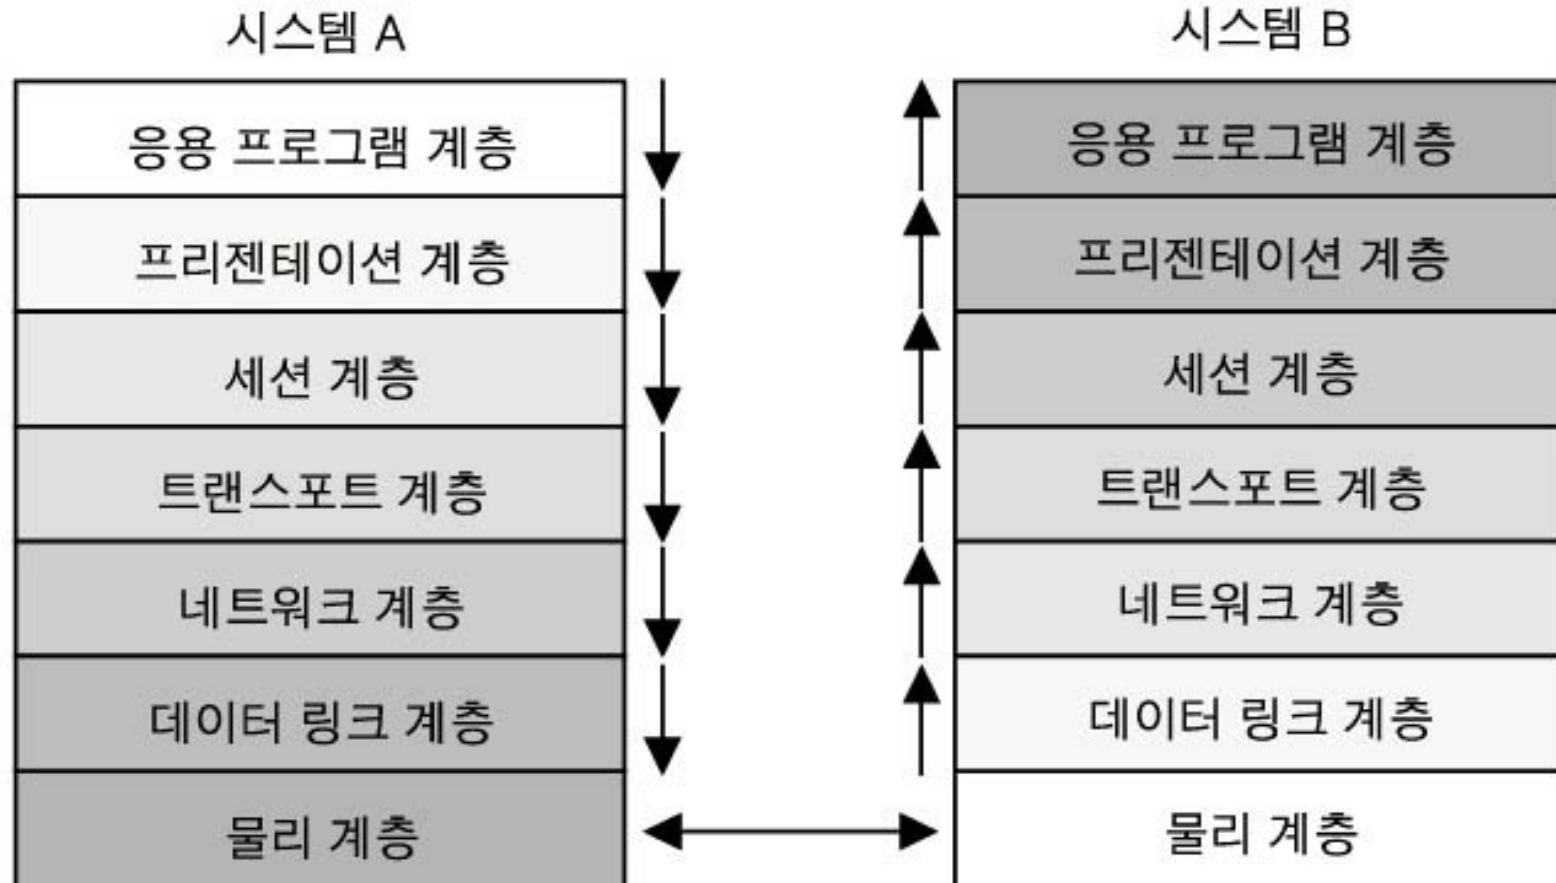 시스템 A
응용 프로그램 계층
프리젠테이션 계층
세션 계층
트랜스포트 계층
네트워크 계층
데이터 링크 계층
물리 계층
시스템 B
응용 프로그램 계층
프리젠테이션 계층
세션 계층
트랜스포트 계층
네트워크 계층
데이터 링크 계층
물리 계층